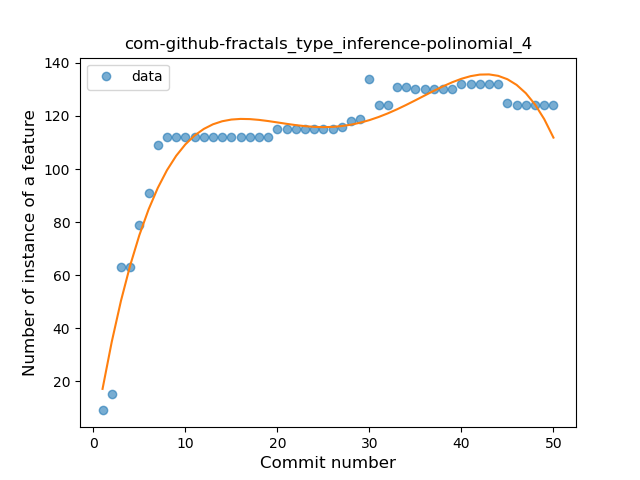 com-github-fractals_type_inference-polinomial_4
data
Number of instance of a feature
140
120
100
80
60
40
20
0 10 20 30 40 50
Commit number